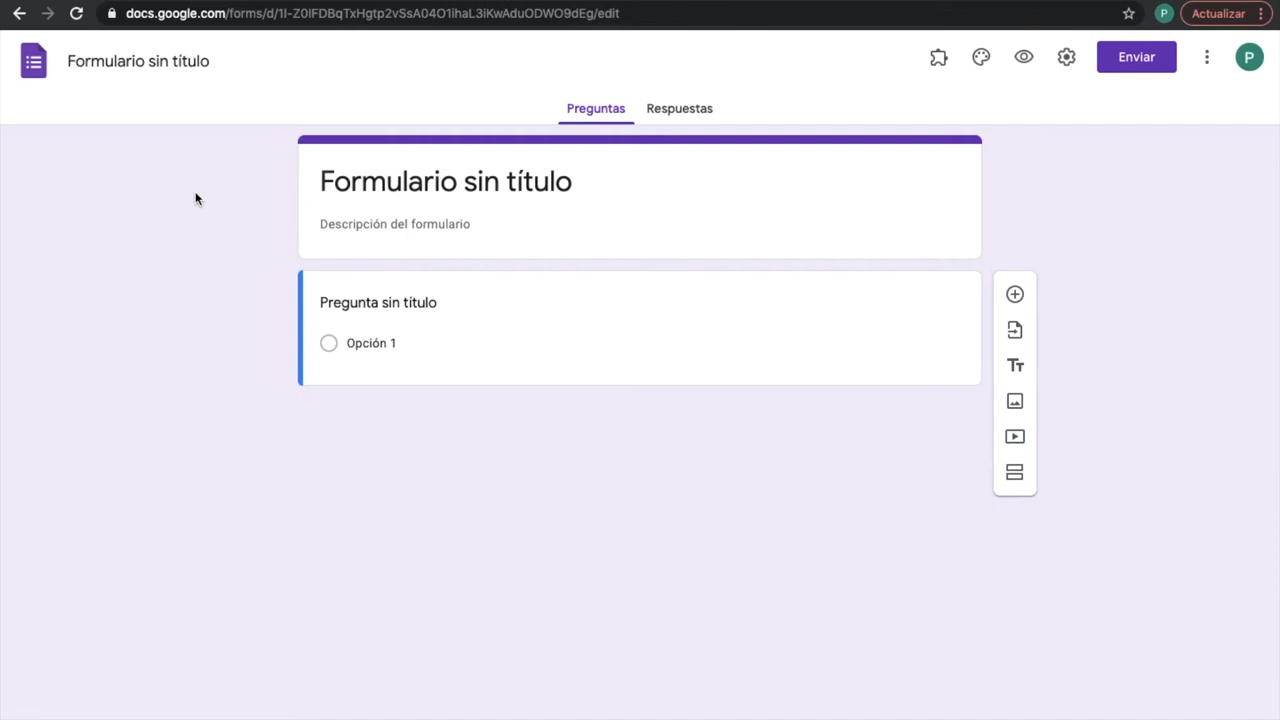 docs.google.com/forms/d/1I-Z0IFDBqTxHgtp2vSsA04O1ihaL3iKwAduODWO9dEg/edit
P
Actualizar
Formulario sin título
Enviar
P
Preguntas
Respuestas
Formulario sin título
Descripción del formulario
Pregunta sin título
Opción 1
Tт